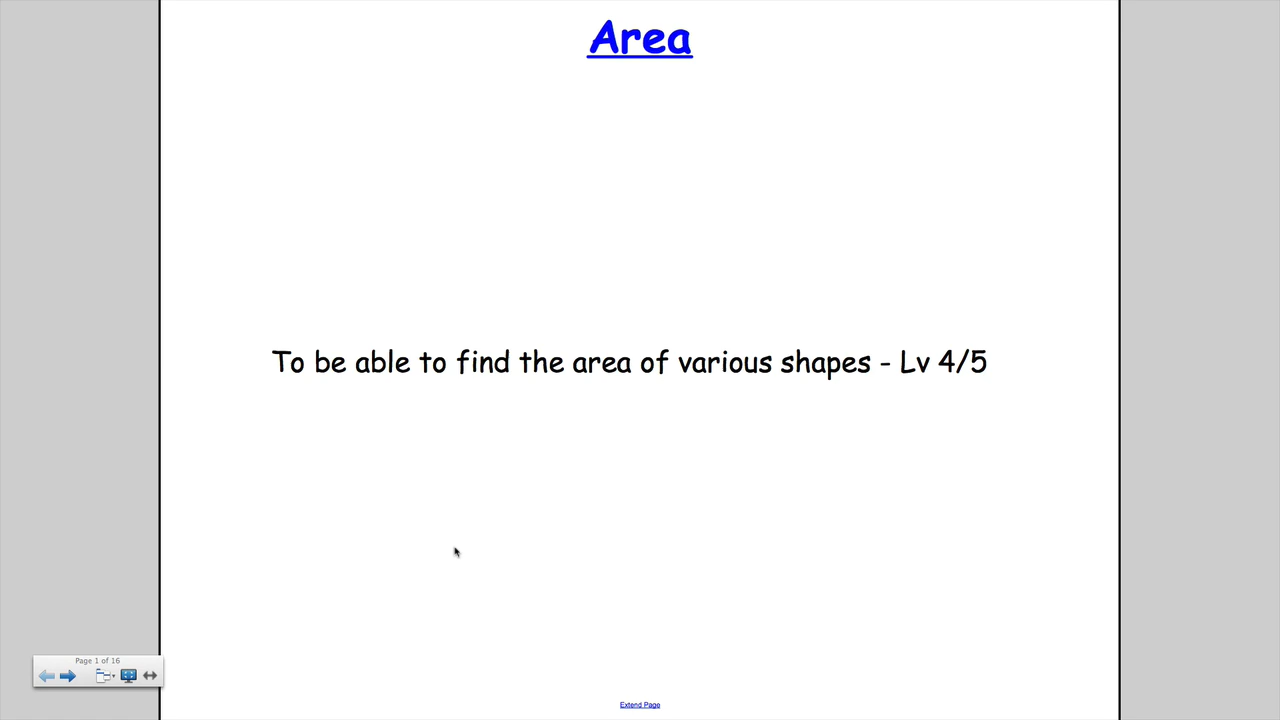 Area
To be able to find the area of various shapes - Lv 4/5
Page 1 of 16
Extend Page